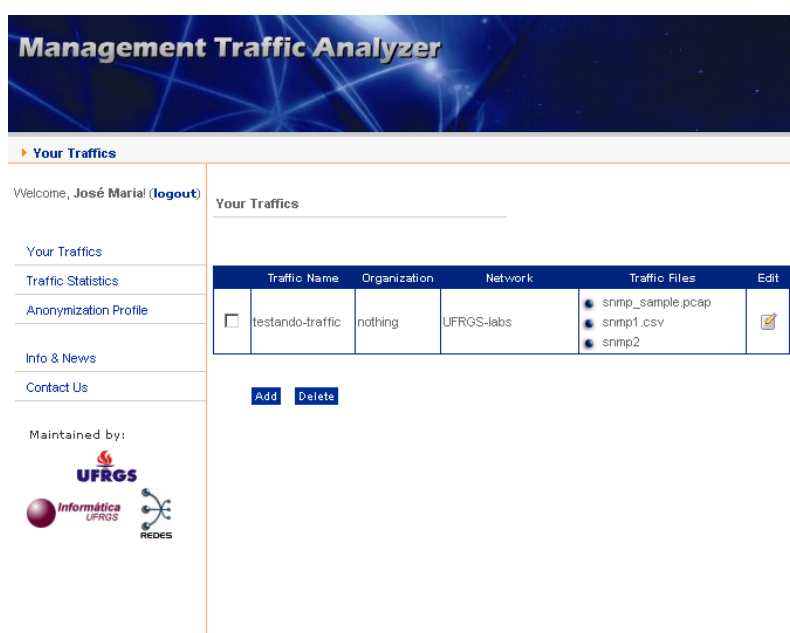 Management Traffic Analyzer
Your Traffics
Welcome, José Maria! (logout)
Your Traffics
Traffic Statistics
Anonymization Profile
Info & News
Contact Us
Maintained by:
UFRGS
Informática
UFRGS
REDES
Your Traffics
Traffic Name Organization Network Traffic Files Edit
testando-traffic nothing UFRGS-labs snmp_sample.pcap
snmp1.csv
snmp2
Add Delete